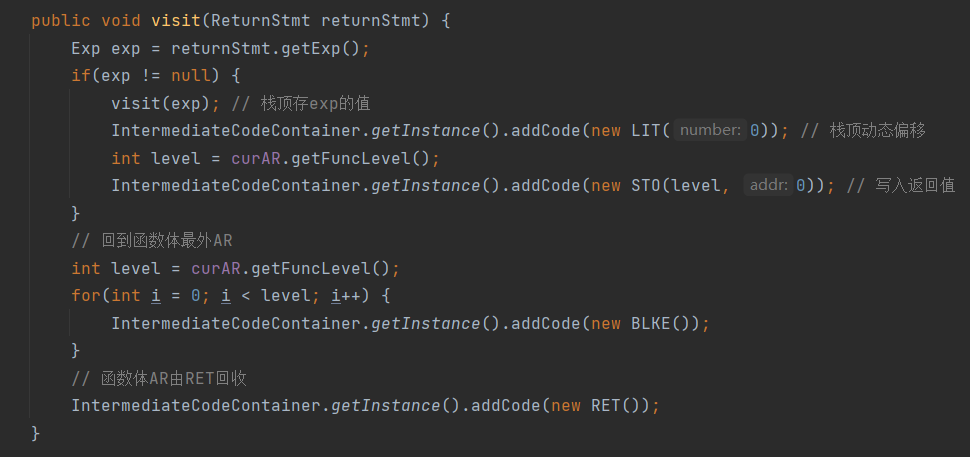 public void visit(ReturnStmt returnStmt) {
    Exp exp = returnStmt.getExp();
    if(exp != null) {
        visit(exp); // 栈顶存exp的值
        IntermediateCodeContainer.getInstance().addCode(new LIT( number: 0)); // 栈顶动态偏移
        int level = curAR.getFuncLevel();
        IntermediateCodeContainer.getInstance().addCode(new STO(level, addr: 0)); // 写入返回值
    }
    // 回到函数体最外AR
    int level = curAR.getFuncLevel();
    for(int i = 0; i < level; i++) {
        IntermediateCodeContainer.getInstance().addCode(new BLKE());
    }
    // 函数体AR由RET回收
    IntermediateCodeContainer.getInstance().addCode(new RET());
}